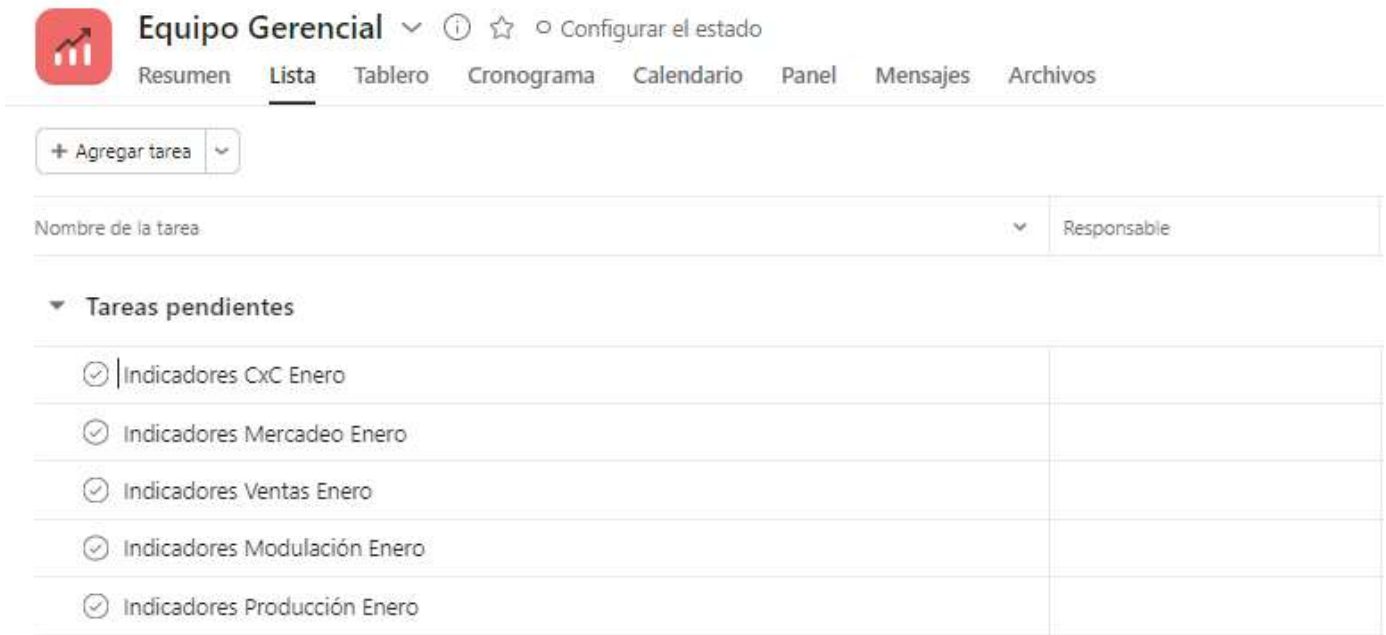 Equipo Gerencial
Configurar el estado
Resumen Lista Tablero Cronograma Calendario Panel Mensajes Archivos
+ Agregar tarea
Nombre de la tarea Responsable
Tareas pendientes
Indicadores CxC Enero
Indicadores Mercadeo Enero
Indicadores Ventas Enero
Indicadores Modulación Enero
Indicadores Producción Enero